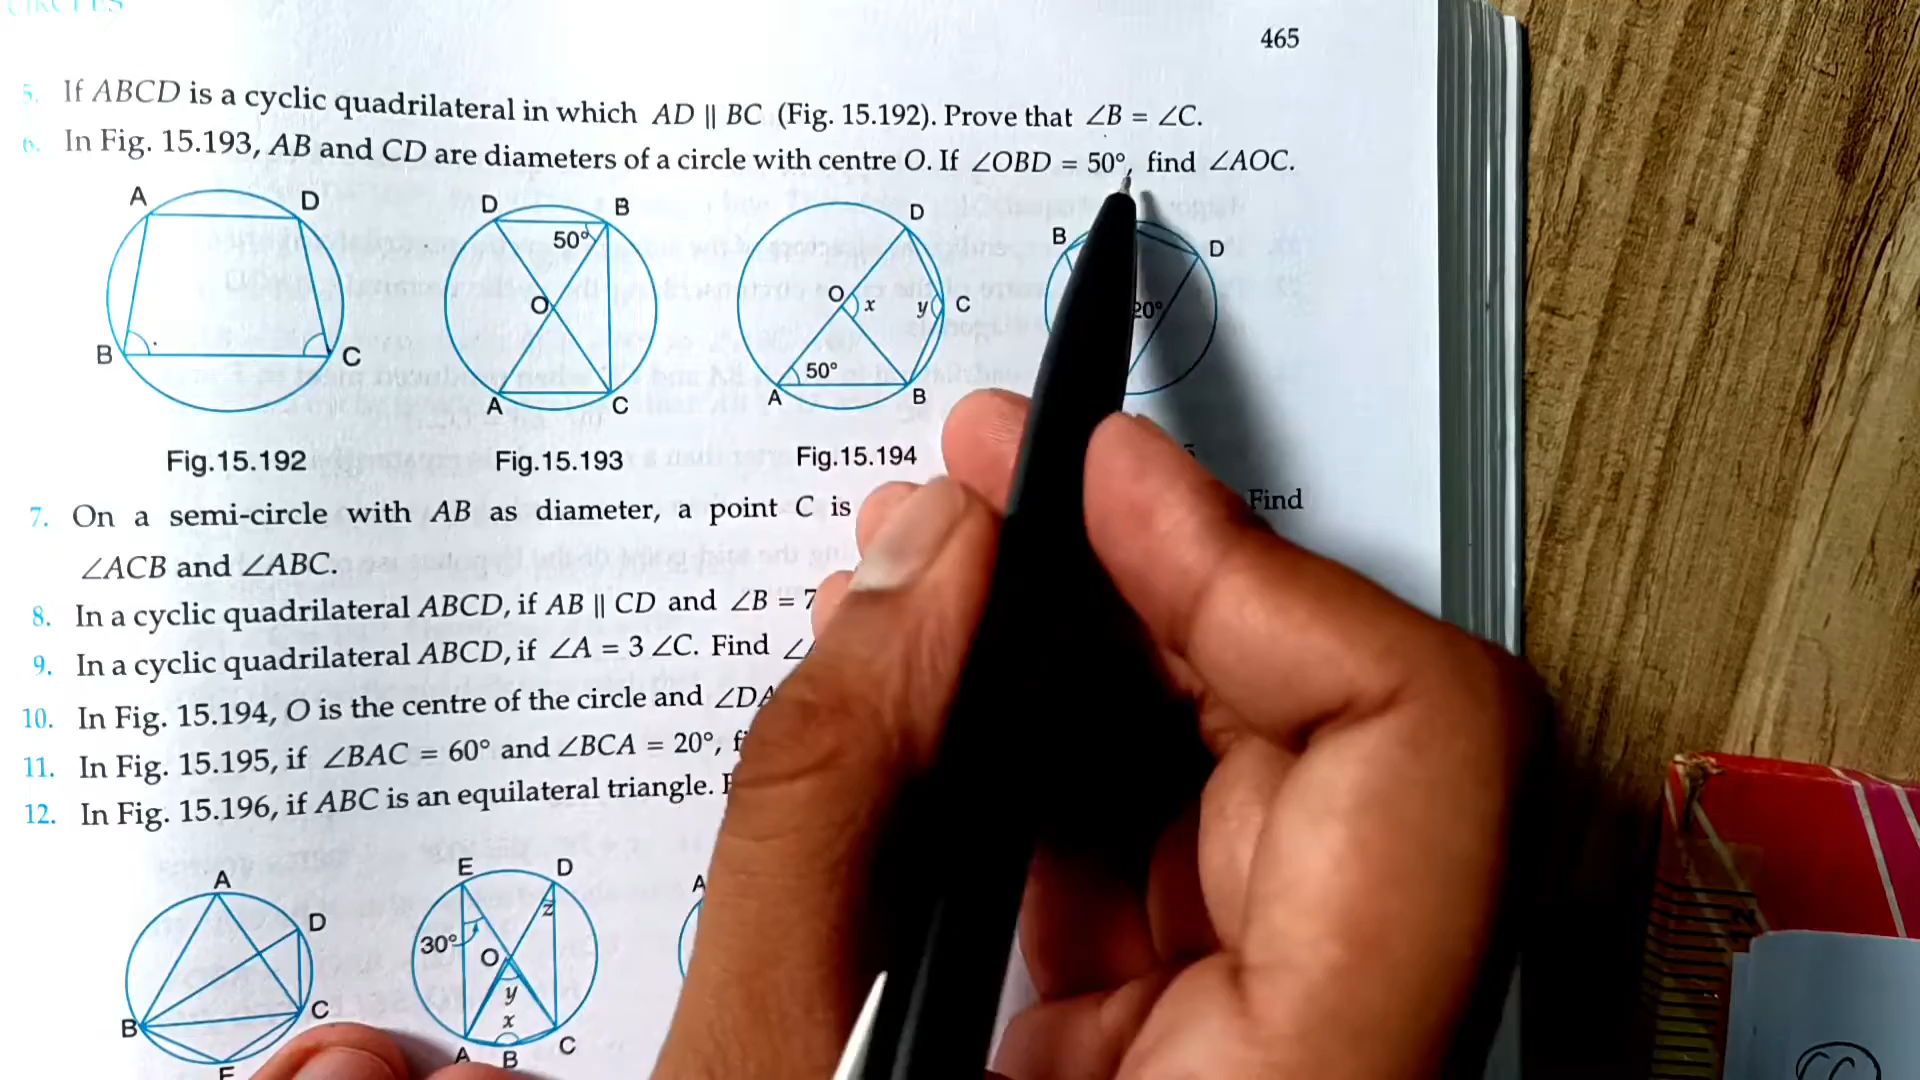 465
5. If ABCD is a cyclic quadrilateral in which AD || BC (Fig. 15.192). Prove that ∠B = ∠C.
6. In Fig. 15.193, AB and CD are diameters of a circle with centre O. If ∠OBD = 50°, find ∠AOC.
A D D B D B D
50°
O O x y C 20°
B C 50°
A C A B
Fig.15.192 Fig.15.193 Fig.15.194
7. On a semi-circle with AB as diameter, a point C is Find
∠ACB and ∠ABC.
8. In a cyclic quadrilateral ABCD, if AB || CD and ∠B = 7
9. In a cyclic quadrilateral ABCD, if ∠A = 3 ∠C. Find
10. In Fig. 15.194, O is the centre of the circle and
11. In Fig. 15.195, if ∠BAC = 60° and ∠BCA = 20°,
12. In Fig. 15.196, if ABC is an equilateral triangle.
A E D A
D z
30° O
y
C x
B A B C
E